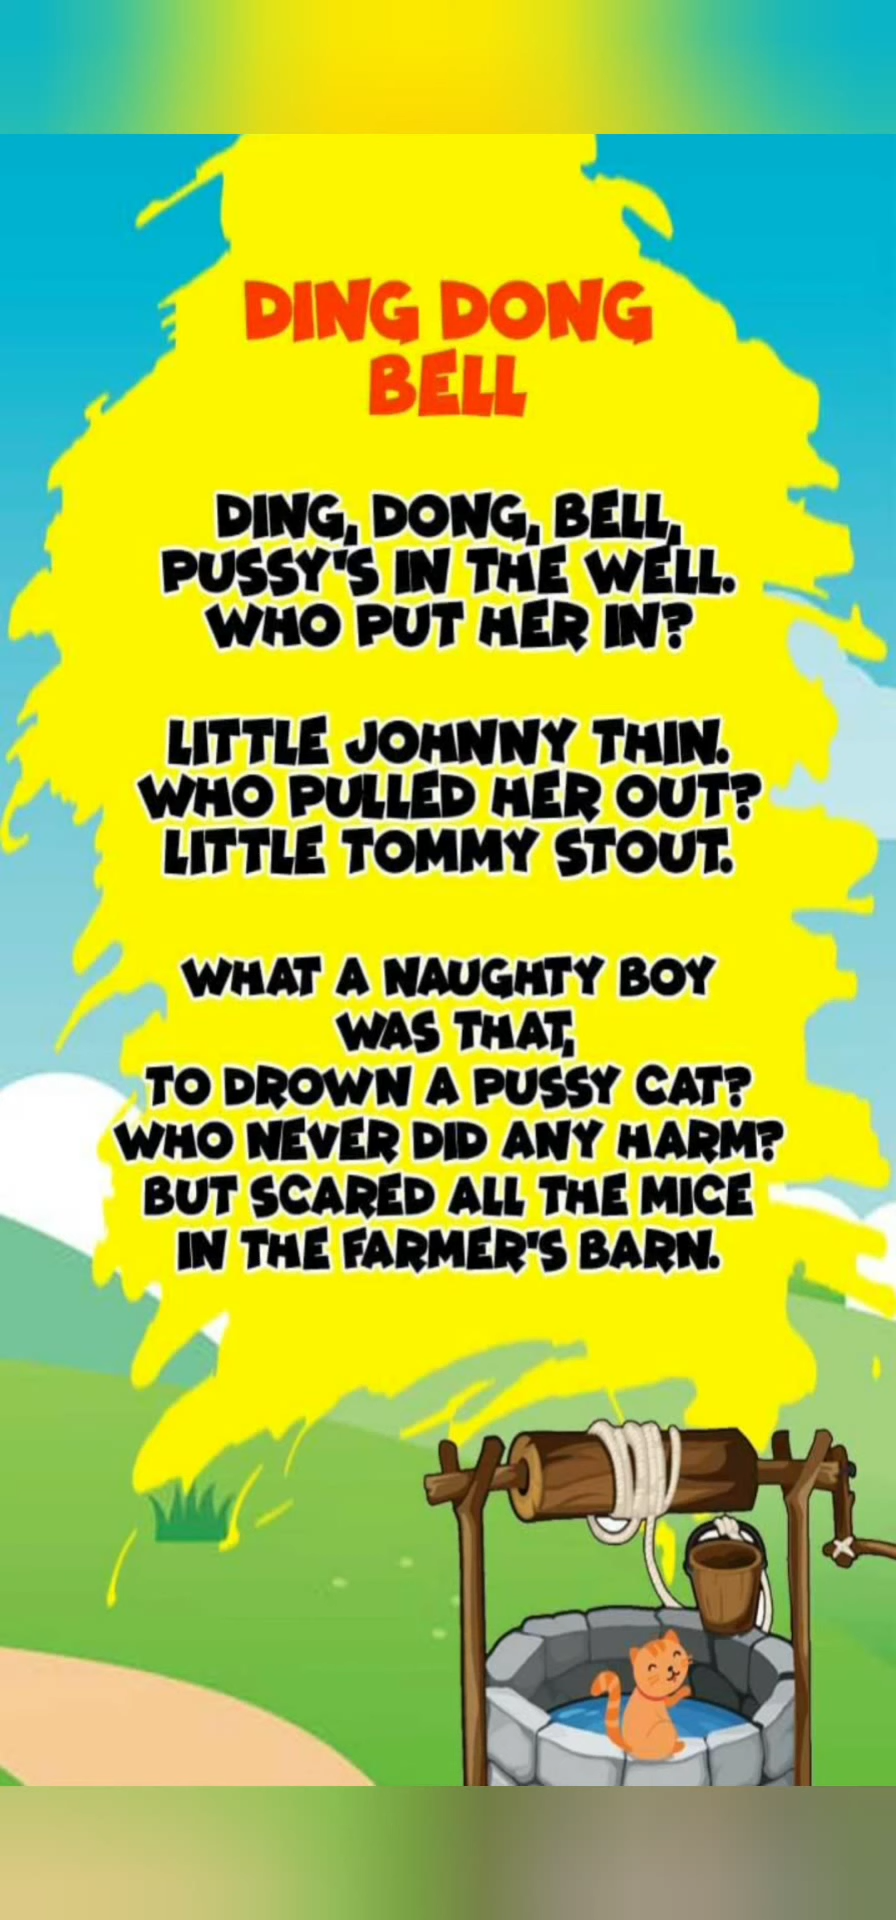 DING DONG
BELL
DING, DONG, BELL,
PUSSY'S IN THE WELL.
WHO PUT HER IN?
LITTLE JOHNNY THIN.
WHO PULLED HER OUT?
LITTLE TOMMY STOUT.
WHAT A NAUGHTY BOY
WAS THAT,
TO DROWN A PUSSY CAT?
WHO NEVER DID ANY HARM?
BUT SCARED ALL THE MICE
IN THE FARMER'S BARN.